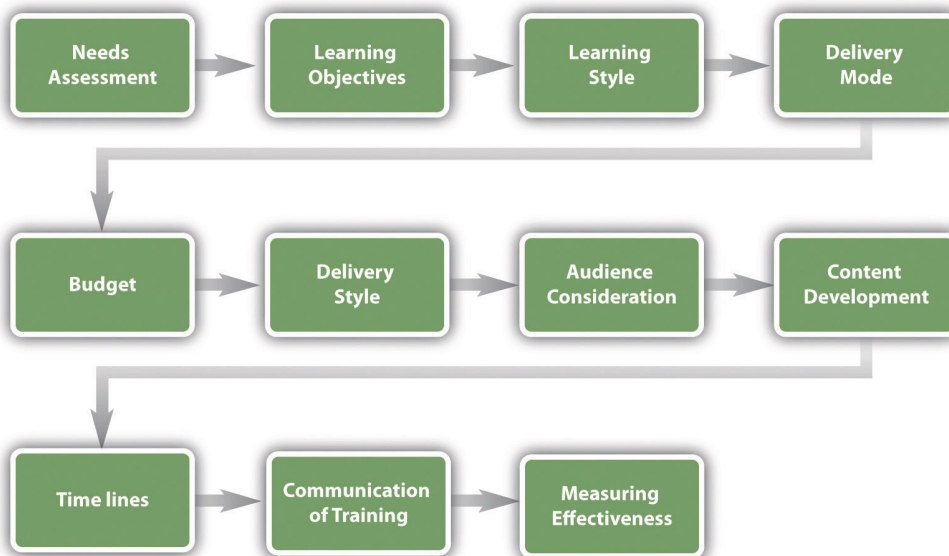 Needs
Assessment
Learning
Objectives
Learning
Style
Delivery
Mode
Budget
Delivery
Style
Audience
Consideration
Content
Development
Time lines
Communication
of Training
Measuring
Effectiveness